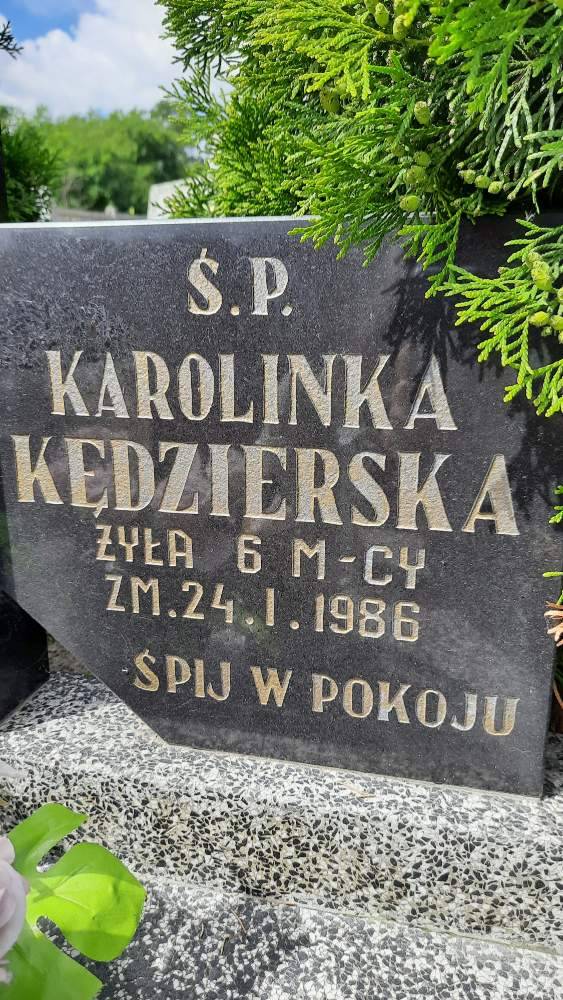 Ś.P.
KAROLINKA
KĘDZIERSKA
ŻYŁA 6 M-CY
ZM. 24.I.1986
ŚPIJ W POKOJU